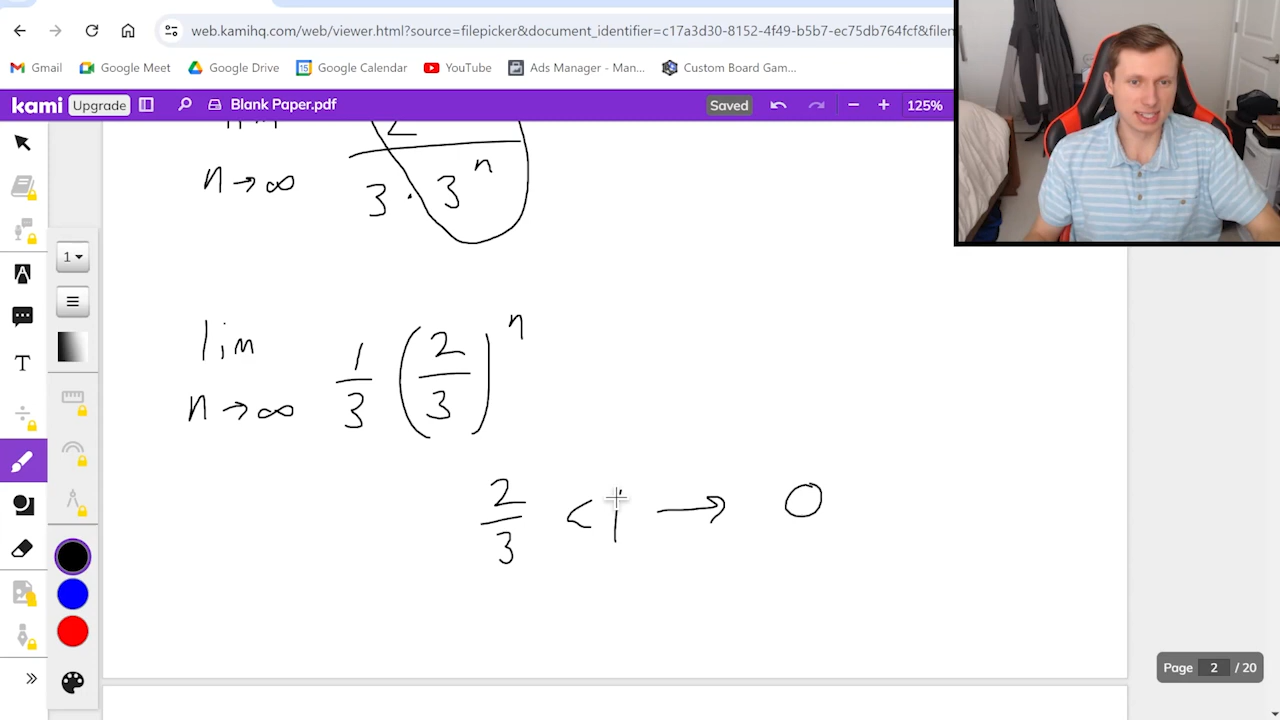 web.kamihq.com/web/viewer.html?source=filepicker&document_identifier=c17a3d30-8152-4f49-b5b7-ec75db764fcf&filen
Gmail Google Meet Google Drive Google Calendar YouTube Ads Manager - Man... Custom Board Gam...
kami Upgrade Blank Paper.pdf Saved 125%
lim 2
n→∞ 3 · 3^n
1
T
lim 1/3 (2/3)^n
n→∞
2/3 < 1 → 0
Page 2 / 20